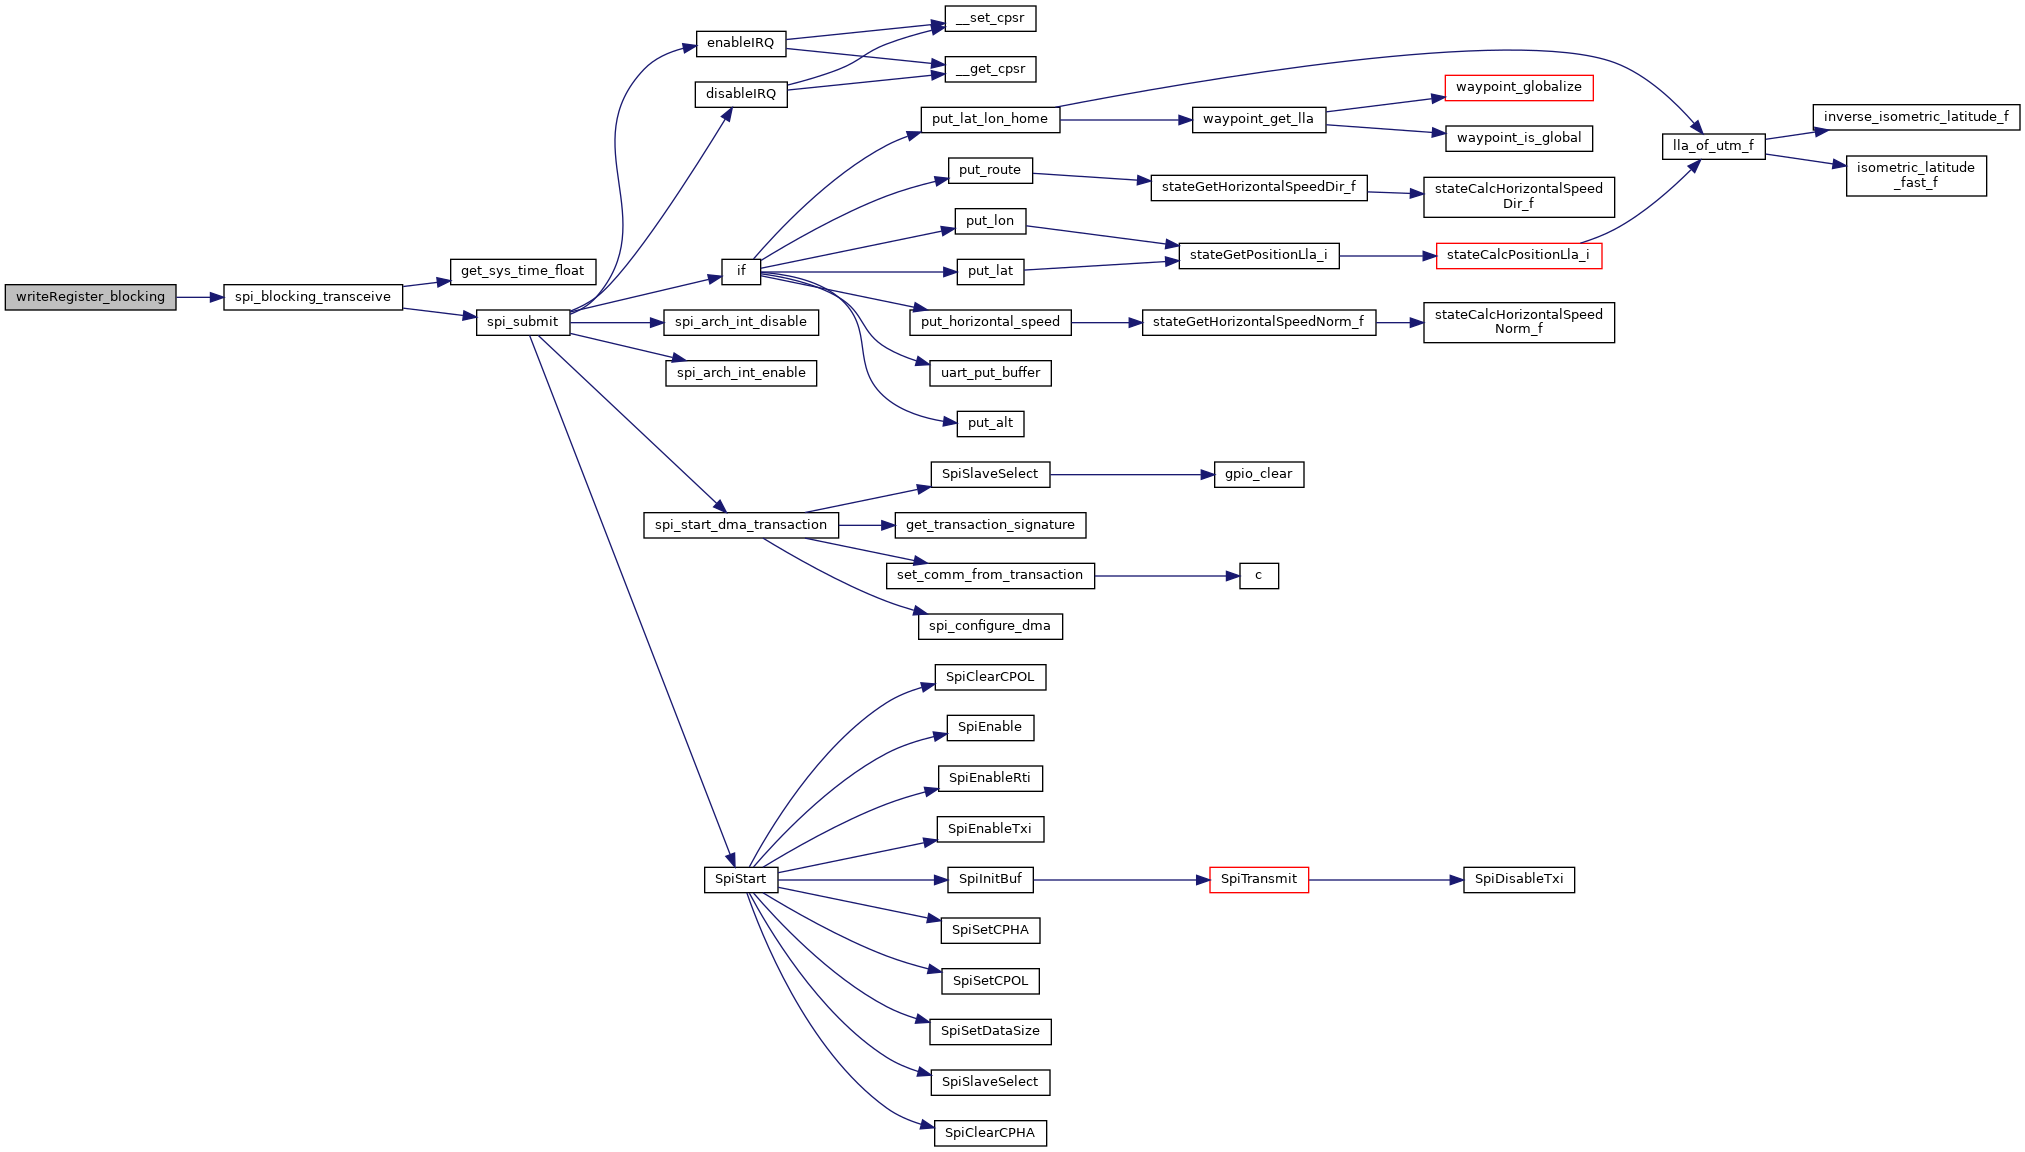 writeRegister_blocking
spi_blocking_transceive
get_sys_time_float
spi_submit
enableIRQ
disableIRQ
__set_cpsr
__get_cpsr
if
put_lat_lon_home
waypoint_get_lla
waypoint_globalize
waypoint_is_global
lla_of_utm_f
inverse_isometric_latitude_f
isometric_latitude
_fast_f
put_route
stateGetHorizontalSpeedDir_f
stateCalcHorizontalSpeed
Dir_f
put_lon
put_lat
stateGetPositionLla_i
stateCalcPositionLla_i
put_horizontal_speed
stateGetHorizontalSpeedNorm_f
stateCalcHorizontalSpeed
Norm_f
uart_put_buffer
put_alt
spi_arch_int_disable
spi_arch_int_enable
spi_start_dma_transaction
SpiSlaveSelect
gpio_clear
get_transaction_signature
set_comm_from_transaction
c
spi_configure_dma
SpiStart
SpiClearCPOL
SpiEnable
SpiEnableRti
SpiEnableTxi
SpiInitBuf
SpiTransmit
SpiDisableTxi
SpiSetCPHA
SpiSetCPOL
SpiSetDataSize
SpiSlaveSelect
SpiClearCPHA